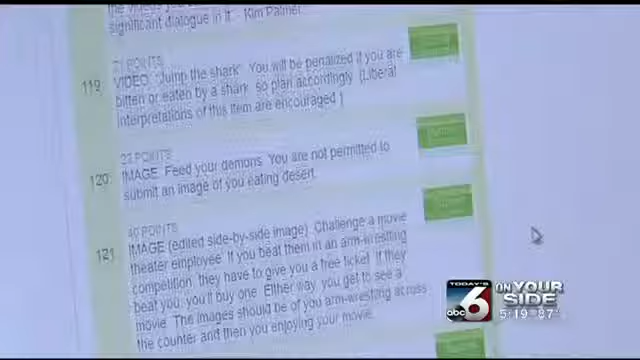 the videos you
significant dialogue in it. - Kim Palmer
71 POINTS
119. VIDEO. "Jump the shark". You will be penalized if you are
bitten or eaten by a shark, so plan accordingly. (Liberal
interpretations of this item are encouraged.)
22 POINTS
120. IMAGE. Feed your demons. You are not permitted to
submit an image of you eating desert.
40 POINTS
121. IMAGE (edited side-by-side image). Challenge a movie
theater employee. If you beat them in an arm-wrestling
competition, they have to give you a free ticket. If they
beat you, you'll buy one. Either way, you get to see a
movie. The images should be of you arm-wrestling across
the counter and then you enjoying your movie.
TODAY'S
abc 6
ON YOUR
SIDE
5:19 87°